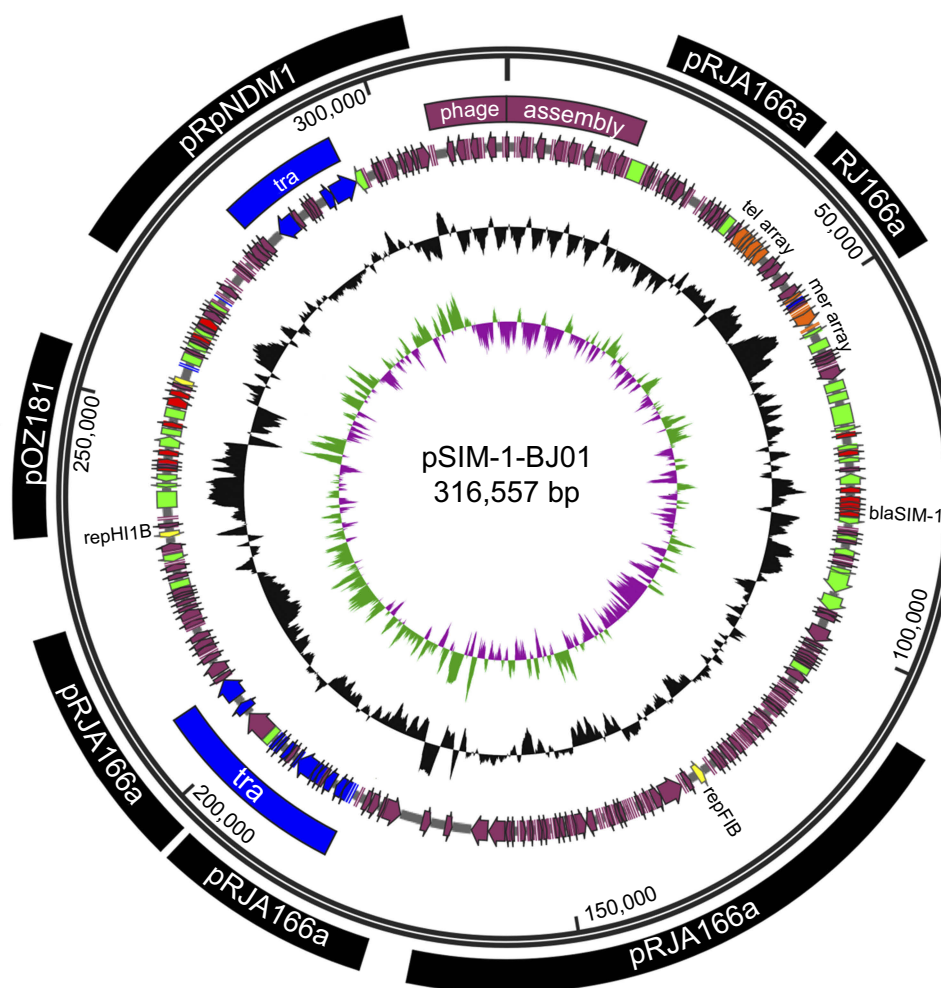 pRpNDM1
pRJA166a
RJ166a
300,000
phage
assembly
tra
tel array
50,000
mer array
pOZ181
250,000
pSIM-1-BJ01
316,557 bp
blaSIM-1
repHI1B
100,000
pRJA166a
tra
200,000
repFIB
pRJA166a
150,000
pRJA166a